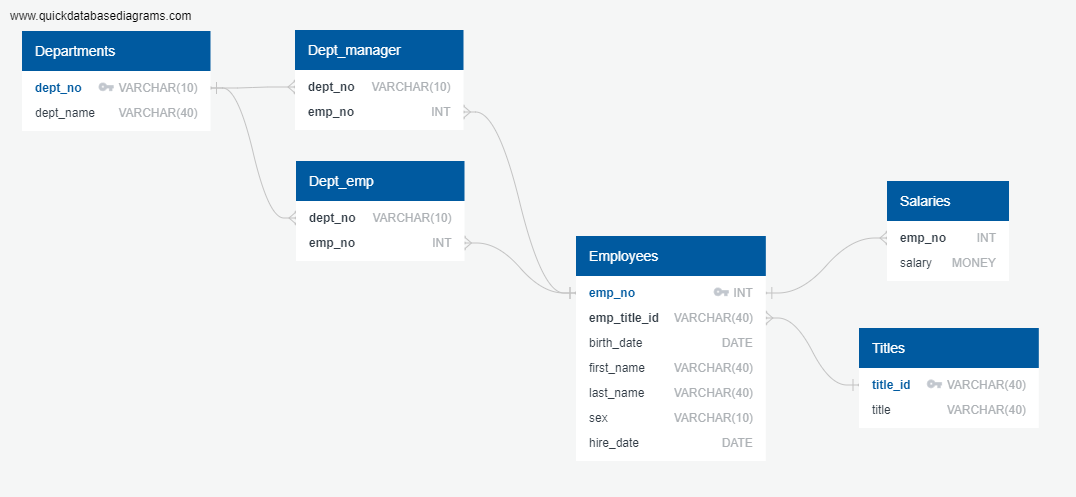 www.quickdatabasediagrams.com
Departments
dept_no VARCHAR(10)
dept_name VARCHAR(40)
Dept_manager
dept_no VARCHAR(10)
emp_no INT
Dept_emp
dept_no VARCHAR(10)
emp_no INT
Employees
emp_no INT
emp_title_id VARCHAR(40)
birth_date DATE
first_name VARCHAR(40)
last_name VARCHAR(40)
sex VARCHAR(10)
hire_date DATE
Salaries
emp_no INT
salary MONEY
Titles
title_id VARCHAR(40)
title VARCHAR(40)